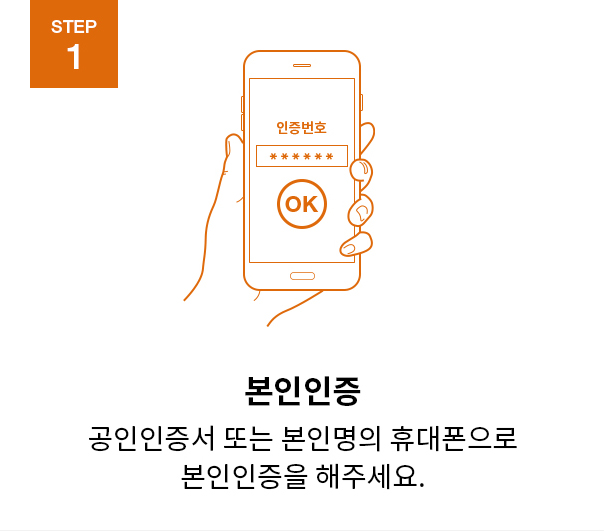 STEP
1
인증번호
******
OK
본인인증
공인인증서 또는 본인명의 휴대폰으로
본인인증을 해주세요.